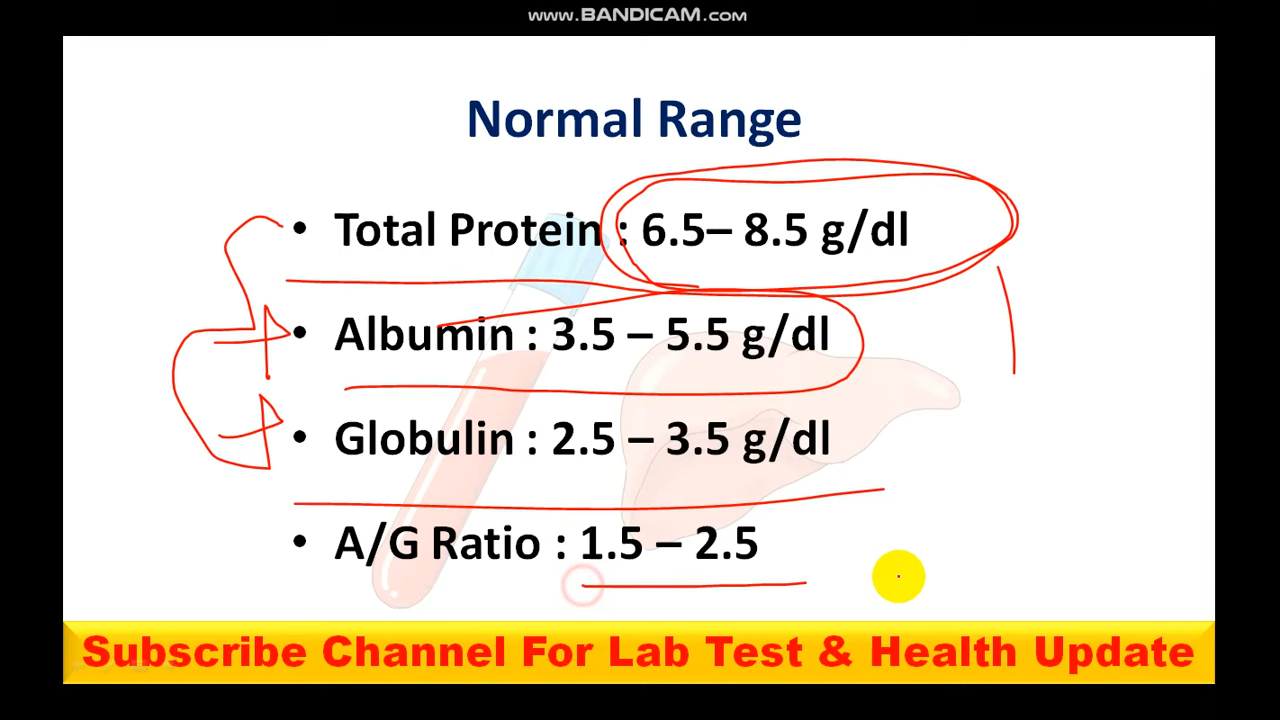 www.BANDICAM.com
Normal Range
• Total Protein : 6.5– 8.5 g/dl
• Albumin : 3.5 – 5.5 g/dl
• Globulin : 2.5 – 3.5 g/dl
• A/G Ratio : 1.5 – 2.5
Subscribe Channel For Lab Test & Health Update